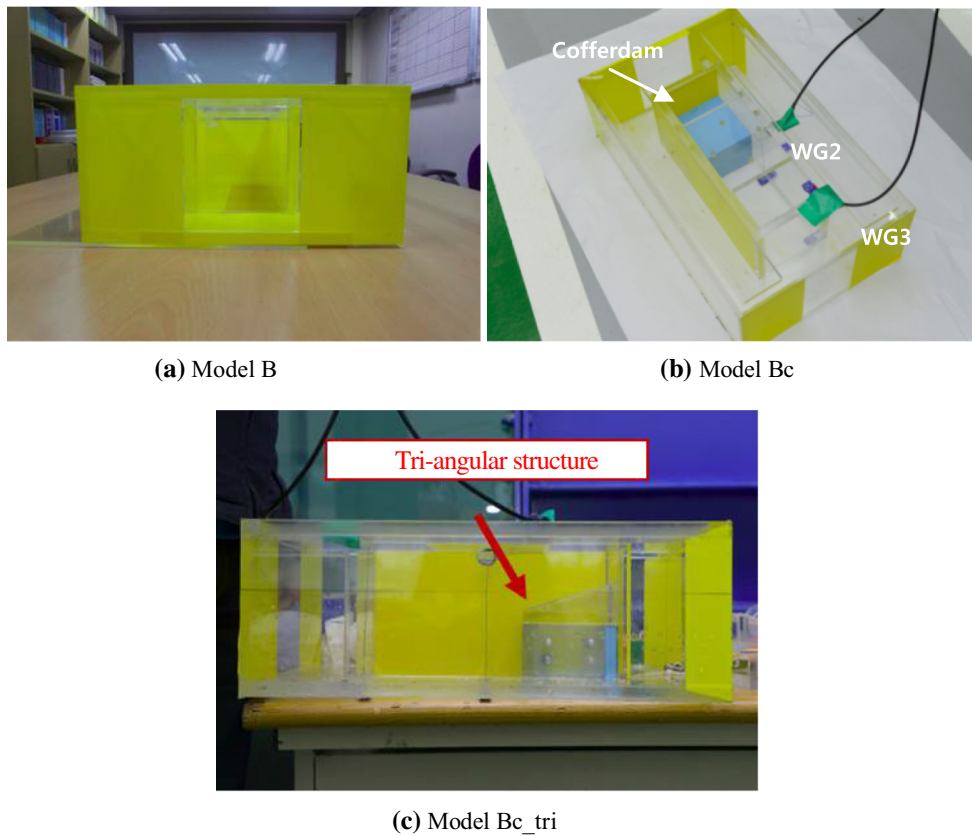 Cofferdam
WG2
WG3
(a) Model B
(b) Model Bc
Tri-angular structure
(c) Model Bc_tri